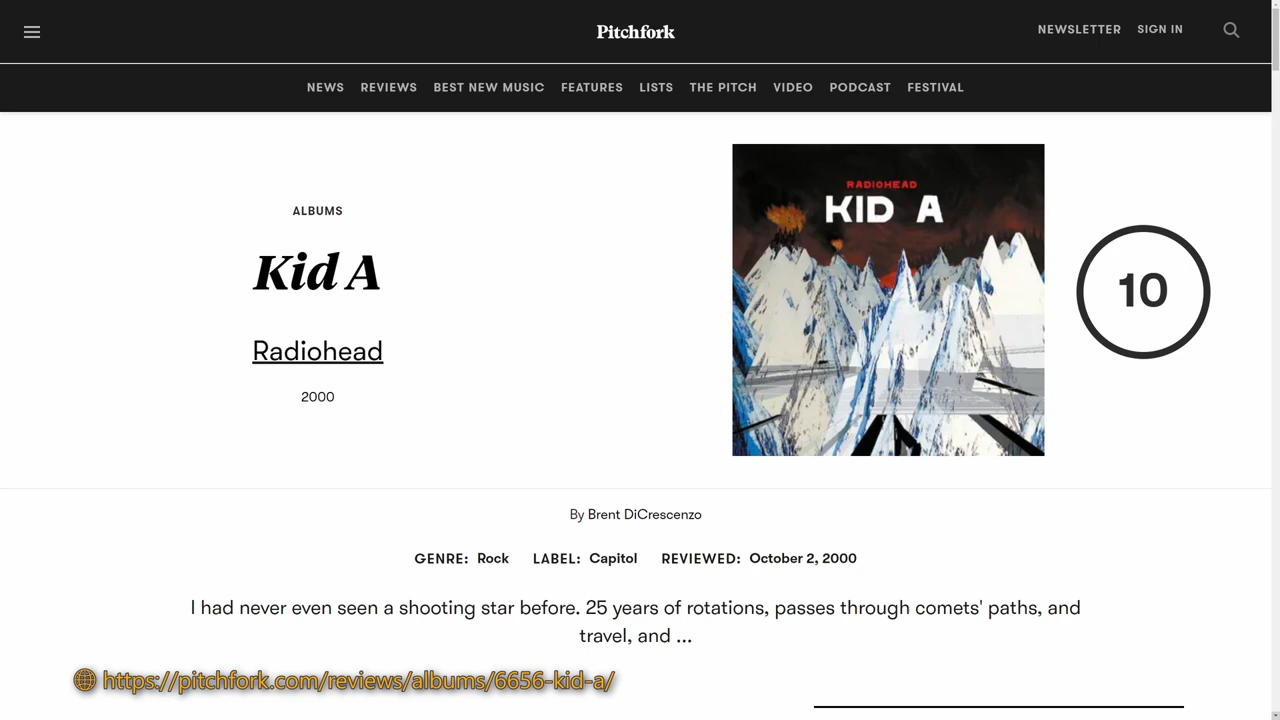 Pitchfork
NEWSLETTER SIGN IN
NEWS REVIEWS BEST NEW MUSIC FEATURES LISTS THE PITCH VIDEO PODCAST FESTIVAL
ALBUMS
Kid A
Radiohead
2000
RADIOHEAD
KID A
10
By Brent DiCrescenzo
GENRE: Rock LABEL: Capitol REVIEWED: October 2, 2000
I had never even seen a shooting star before. 25 years of rotations, passes through comets' paths, and
travel, and ...
https://pitchfork.com/reviews/albums/6656-kid-a/